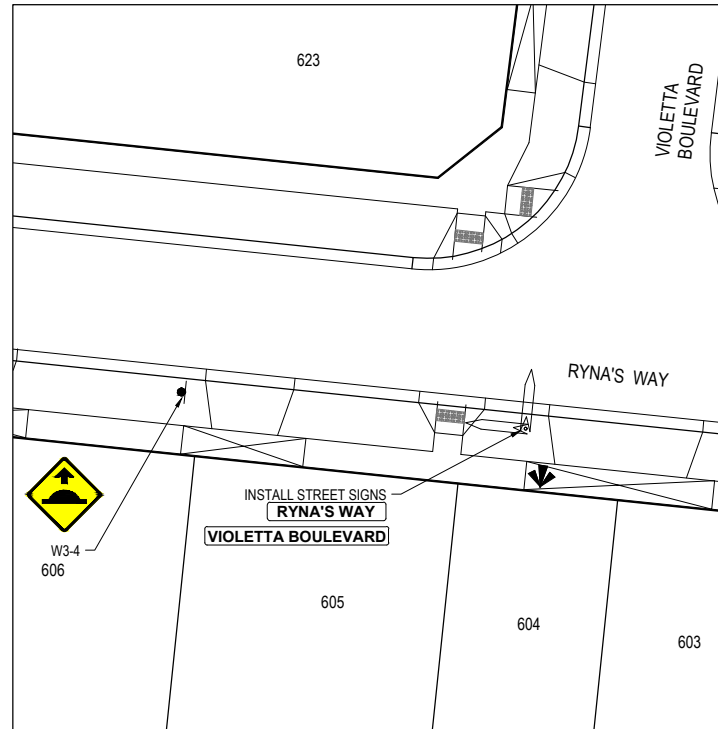 623
VIOLETTA
BOULEVARD
RYNA'S WAY
INSTALL STREET SIGNS
RYNA'S WAY
VIOLETTA BOULEVARD
W3-4
606
605
604
603